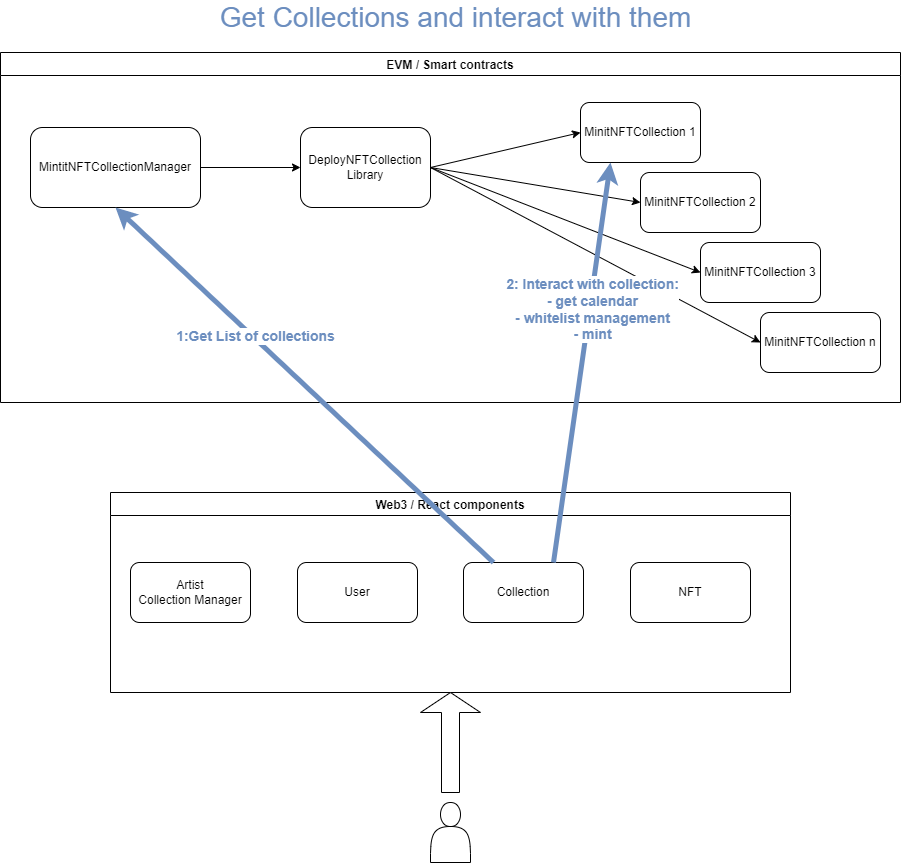 Get Collections and interact with them
EVM / Smart contracts
MintitNFTCollectionManager
DeployNFTCollection
Library
MinitNFTCollection 1
MinitNFTCollection 2
MinitNFTCollection 3
MinitNFTCollection n
1:Get List of collections
2: Interact with collection:
- get calendar
- whitelist management
- mint
Web3 / React components
Artist
Collection Manager
User
Collection
NFT